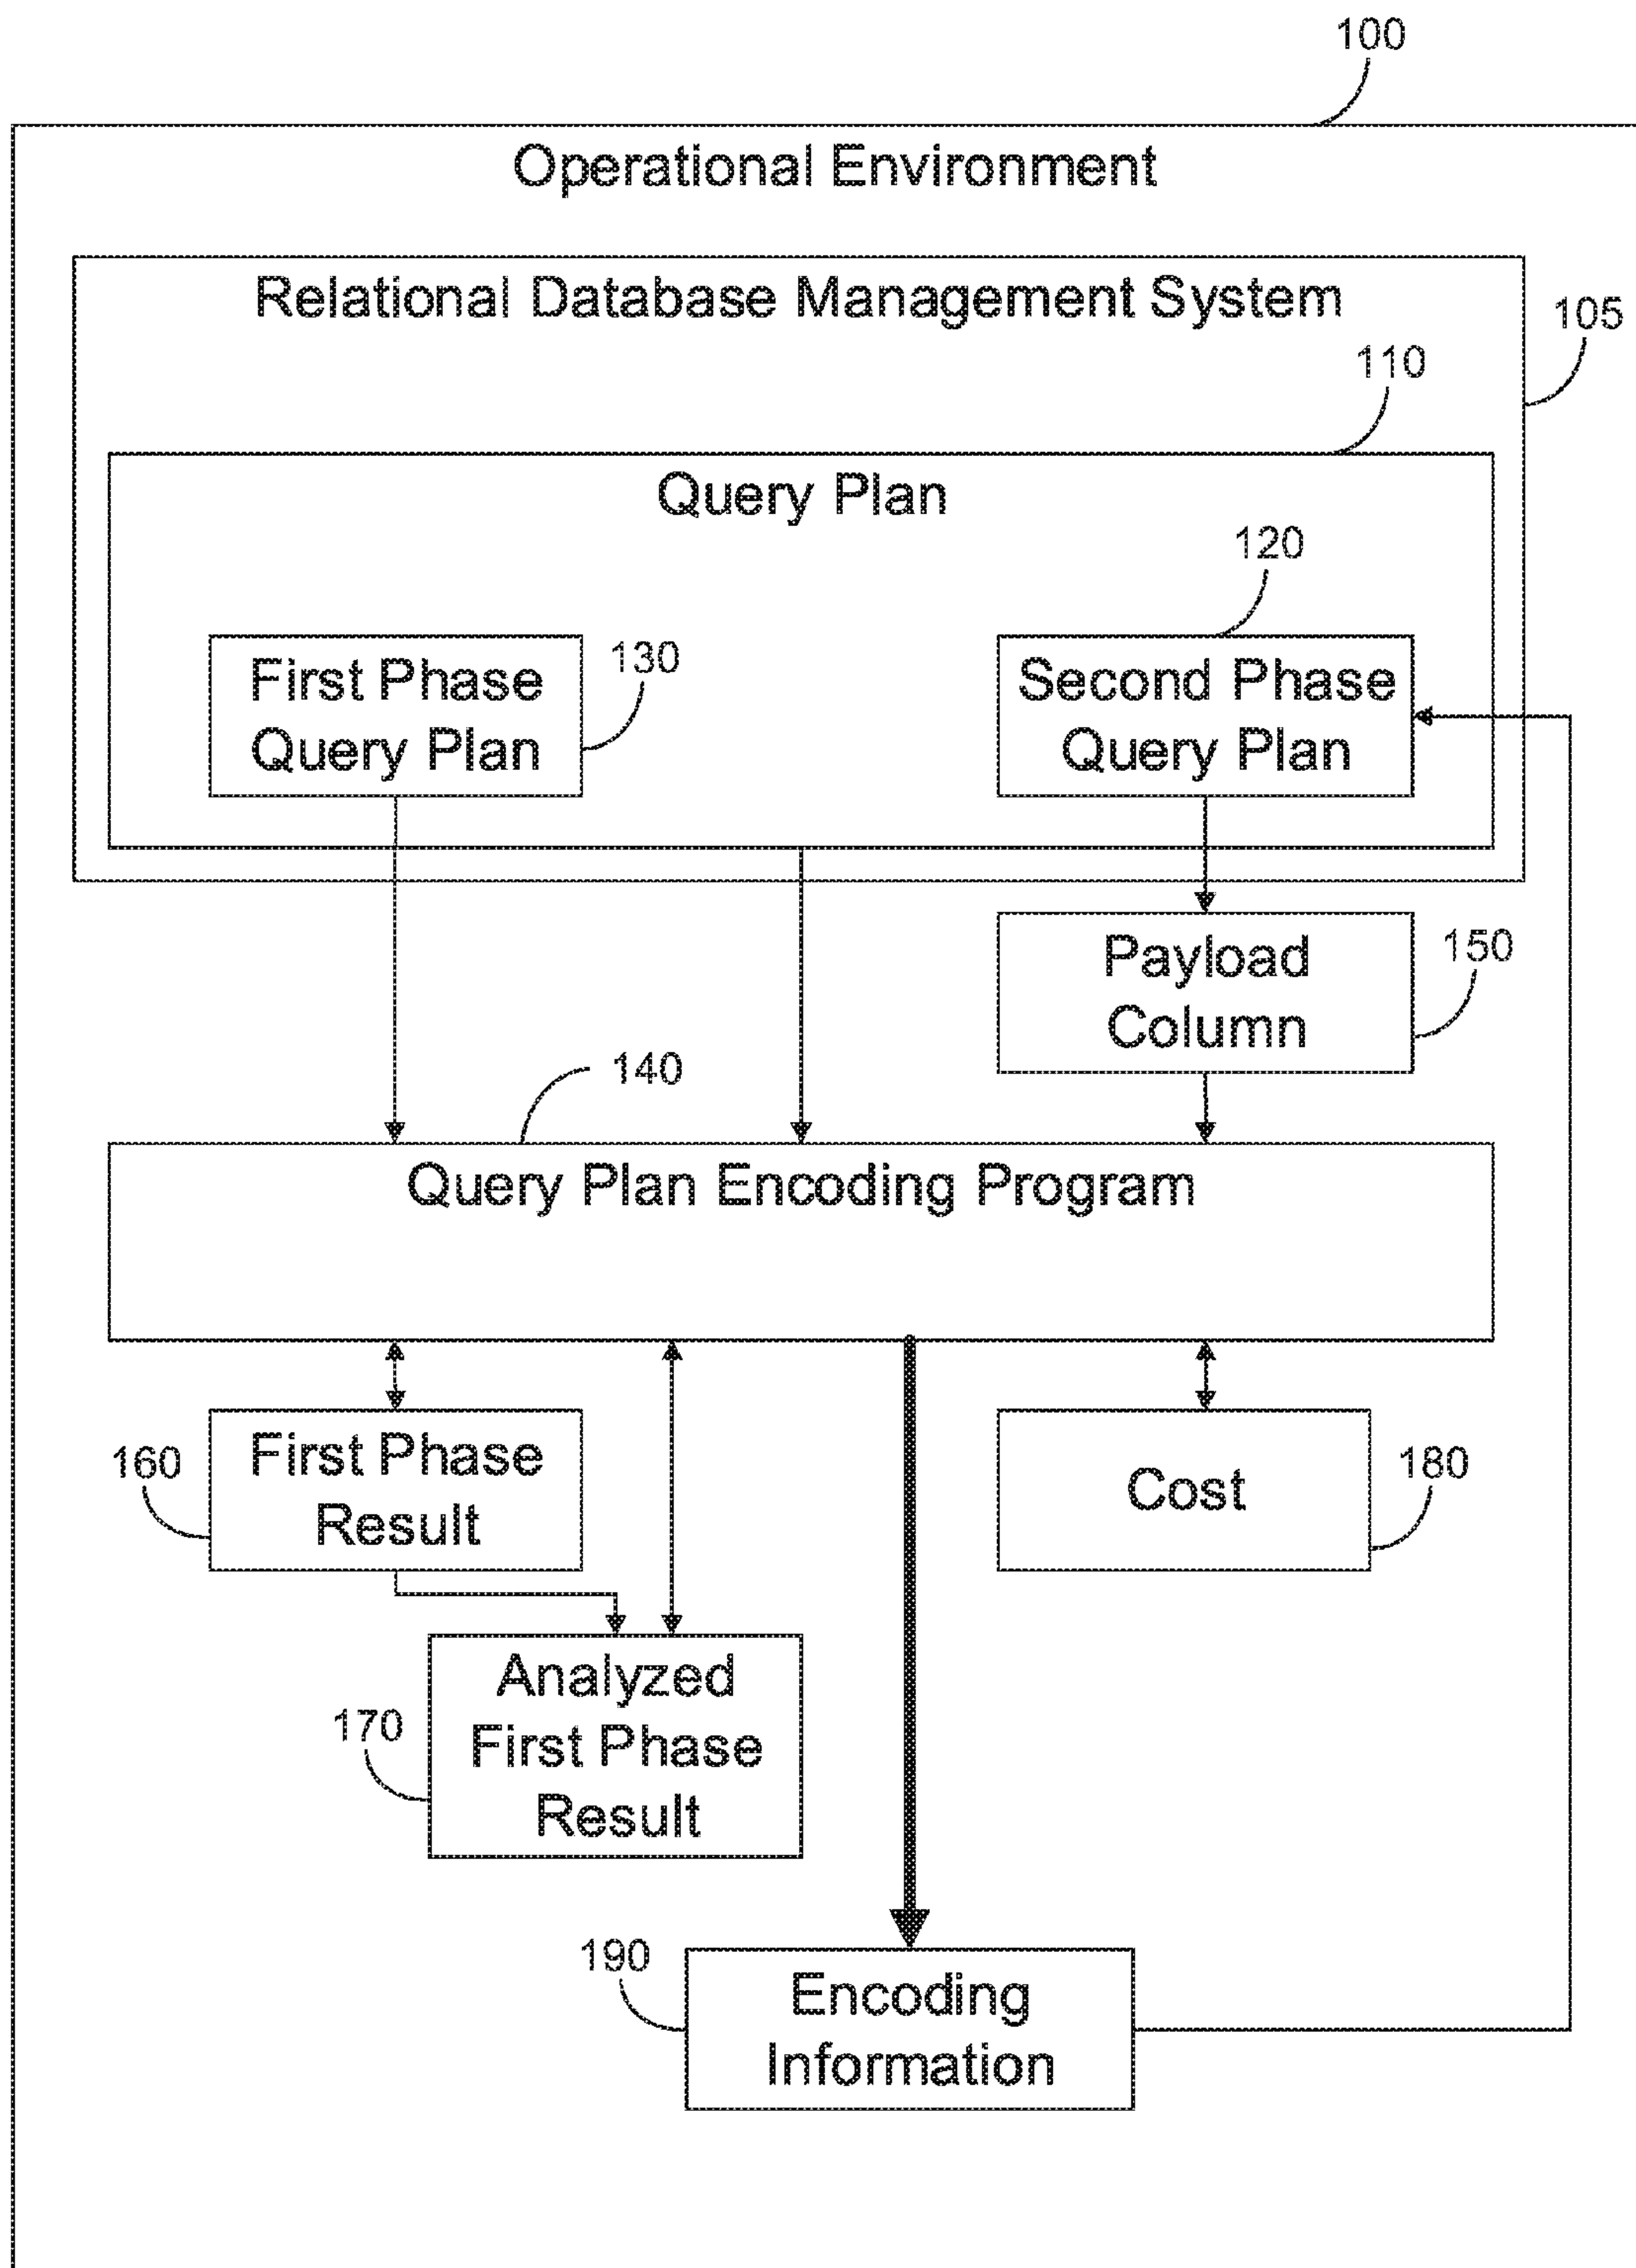 100
Operational Environment
Relational Database Management System
105
110
Query Plan
120
First Phase
Query Plan
130
Second Phase
Query Plan
Payload
Column
150
140
Query Plan Encoding Program
160
First Phase
Result
Cost
180
Analyzed
First Phase
Result
170
190
Encoding
Information